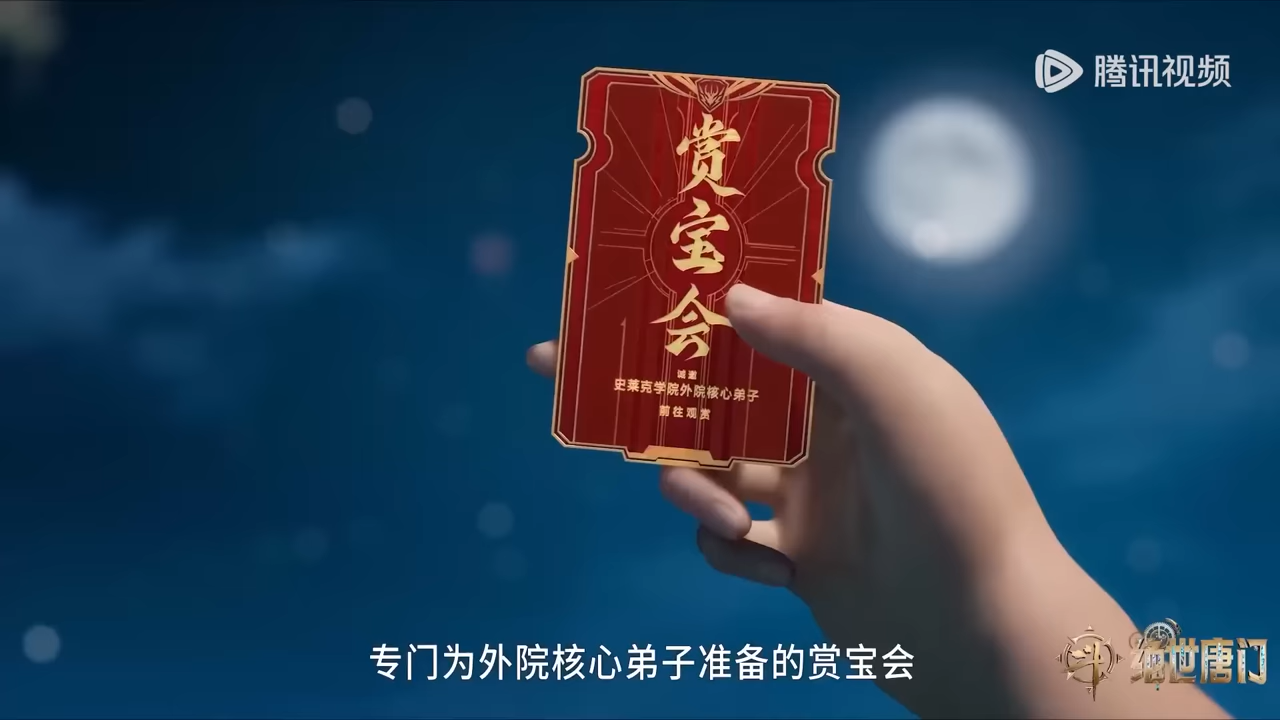 腾讯视频
赏宝会
诚邀
史莱克学院外院核心弟子
前往观赏
专门为外院核心弟子准备的赏宝会
斗
绝世唐门